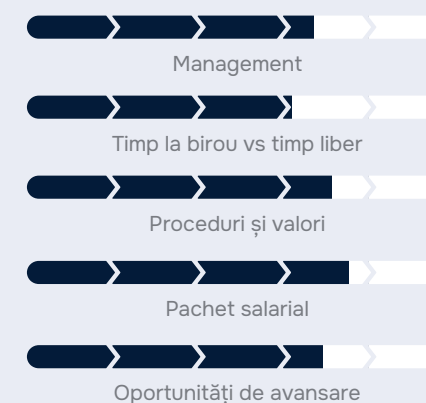 Management
Timp la birou vs timp liber
Proceduri și valori
Pachet salarial
Oportunități de avansare